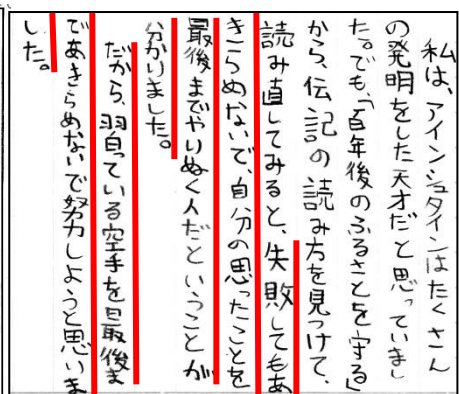 私は、アインシュタインはたくさん
の発明をした天才だと思っていまし
た。でも、「百年後のふるさとを守る」
から、伝記の読み方を見つけて、
読み直してみると、失敗してもあ
きらめないで、自分の思ったことを
最後までやりぬく人だということが
分かりました。
だから、習っている空手を最後ま
であきらめないで努力しようと思いま
した。